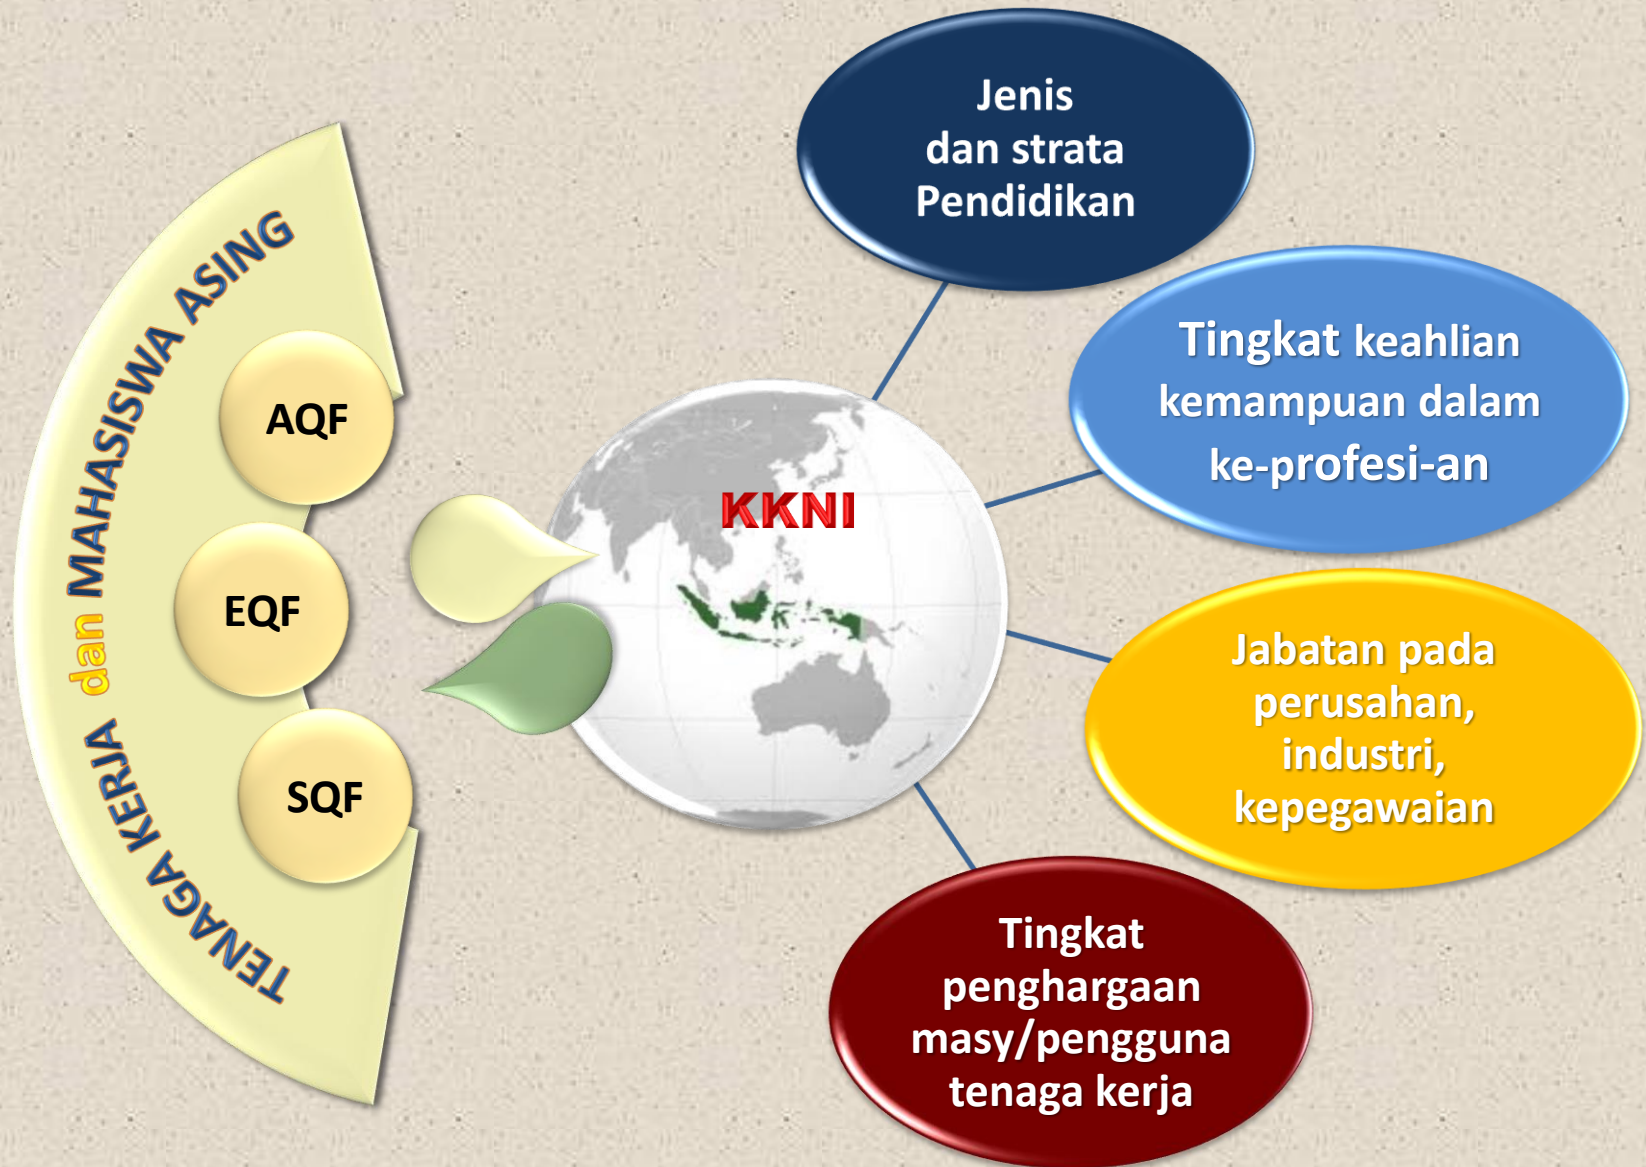 TENAGA KERJA dan MAHASISWA ASING
AQF
EQF
SQF
KKNI
Jenis
dan strata
Pendidikan
Tingkat keahlian
kemampuan dalam
ke-profesi-an
Jabatan pada
perusahan,
industri,
kepegawaian
Tingkat
penghargaan
masy/pengguna
tenaga kerja